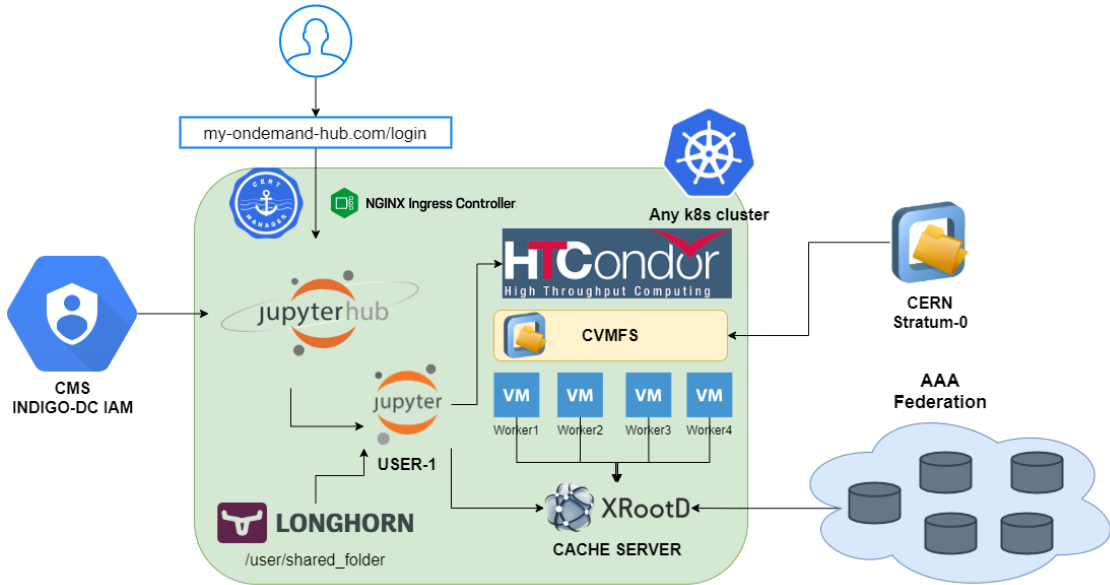 my-ondemand-hub.com/login
CERT
MANAGER
NGINX Ingress Controller
Any k8s cluster
HTCondor
High Throughput Computing
jupyterhub
CERN
Stratum-0
CVMFS
CMS
INDIGO-DC IAM
jupyter
USER-1
VM
VM
VM
VM
Worker1
Worker2
Worker3
Worker4
AAA
Federation
LONGHORN
/user/shared_folder
XRootD
CACHE SERVER